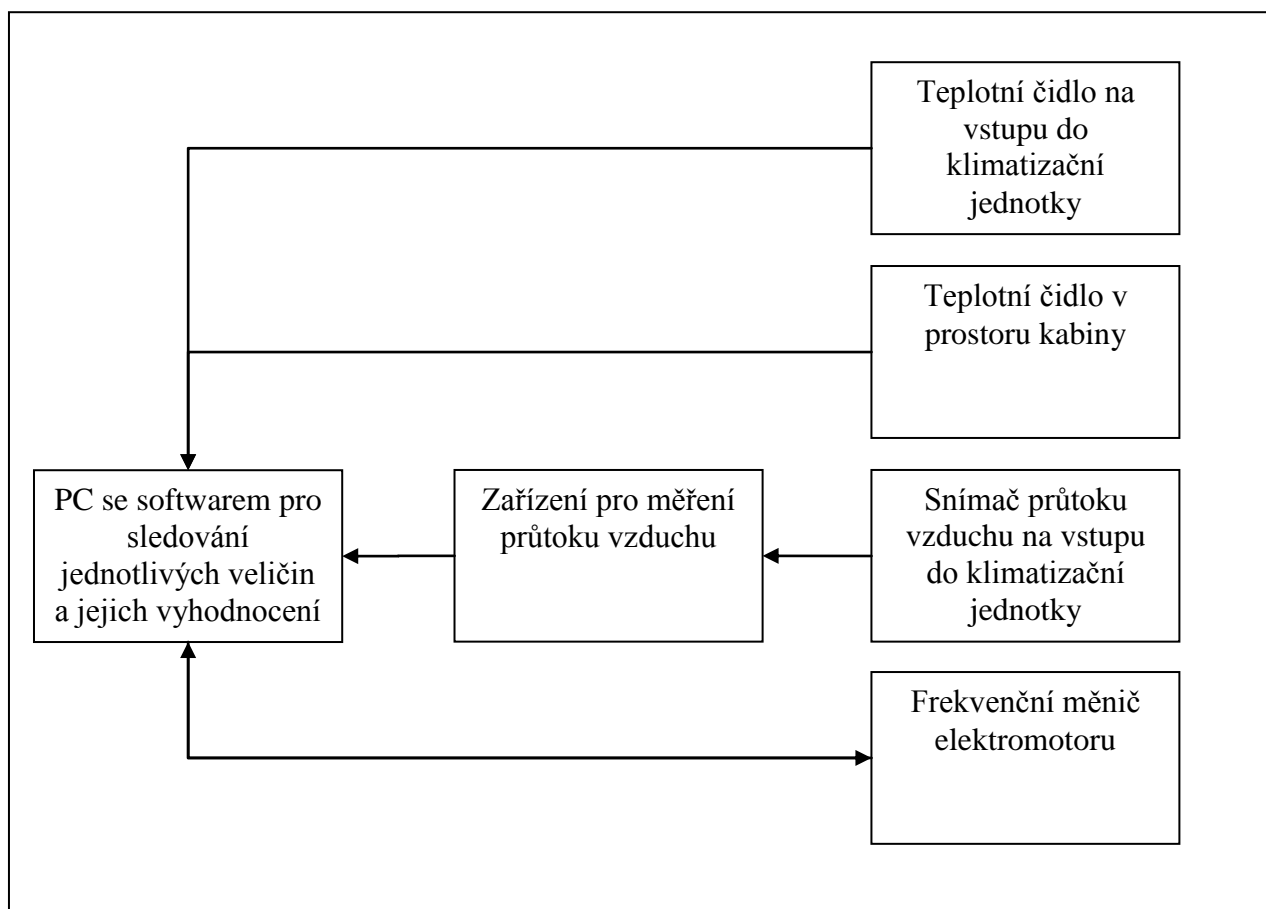 Teplotní čidlo na
vstupu do
klimatizační
jednotky
Teplotní čidlo v
prostoru kabiny
PC se softwarem pro
sledování
jednotlivých veličin
a jejich vyhodnocení
Zařízení pro měření
průtoku vzduchu
Snímač průtoku
vzduchu na vstupu
do klimatizační
jednotky
Frekvenční měnič
elektromotoru